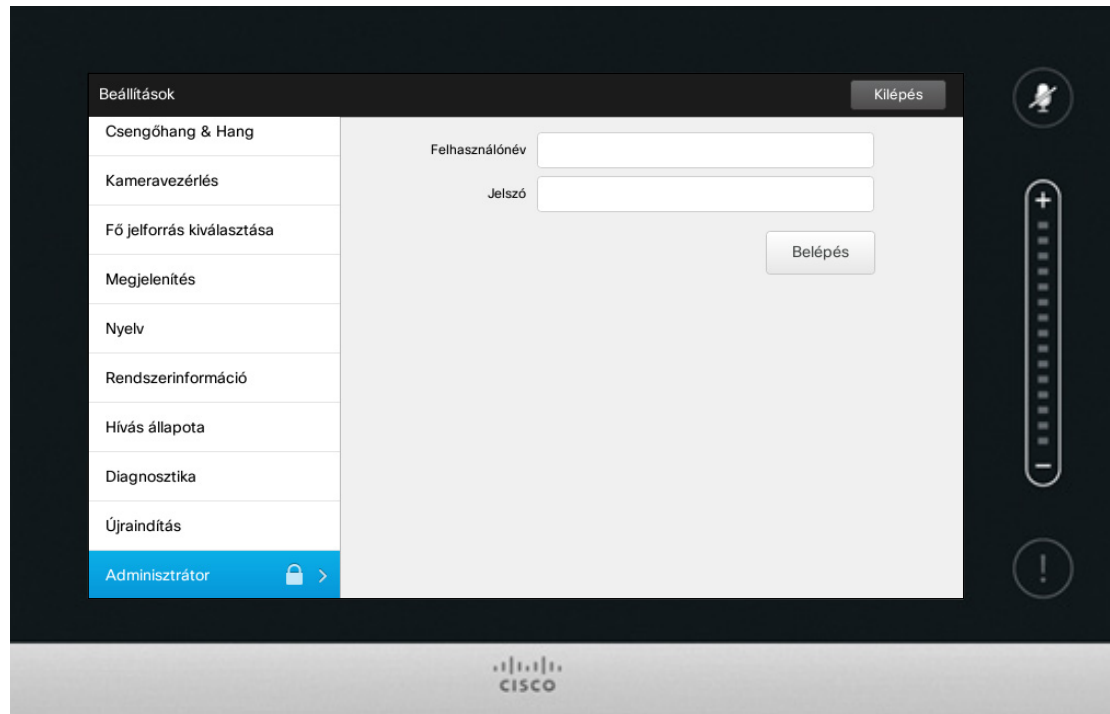 Beállítások
Kilépés
Csengőhang & Hang
Kameravezérlés
Fő jelforrás kiválasztása
Megjelenítés
Nyelv
Rendszerinformáció
Hívás állapota
Diagnosztika
Újraindítás
Adminisztrátor
Felhasználónév
Jelszó
Belépés
+
−
!
CISCO